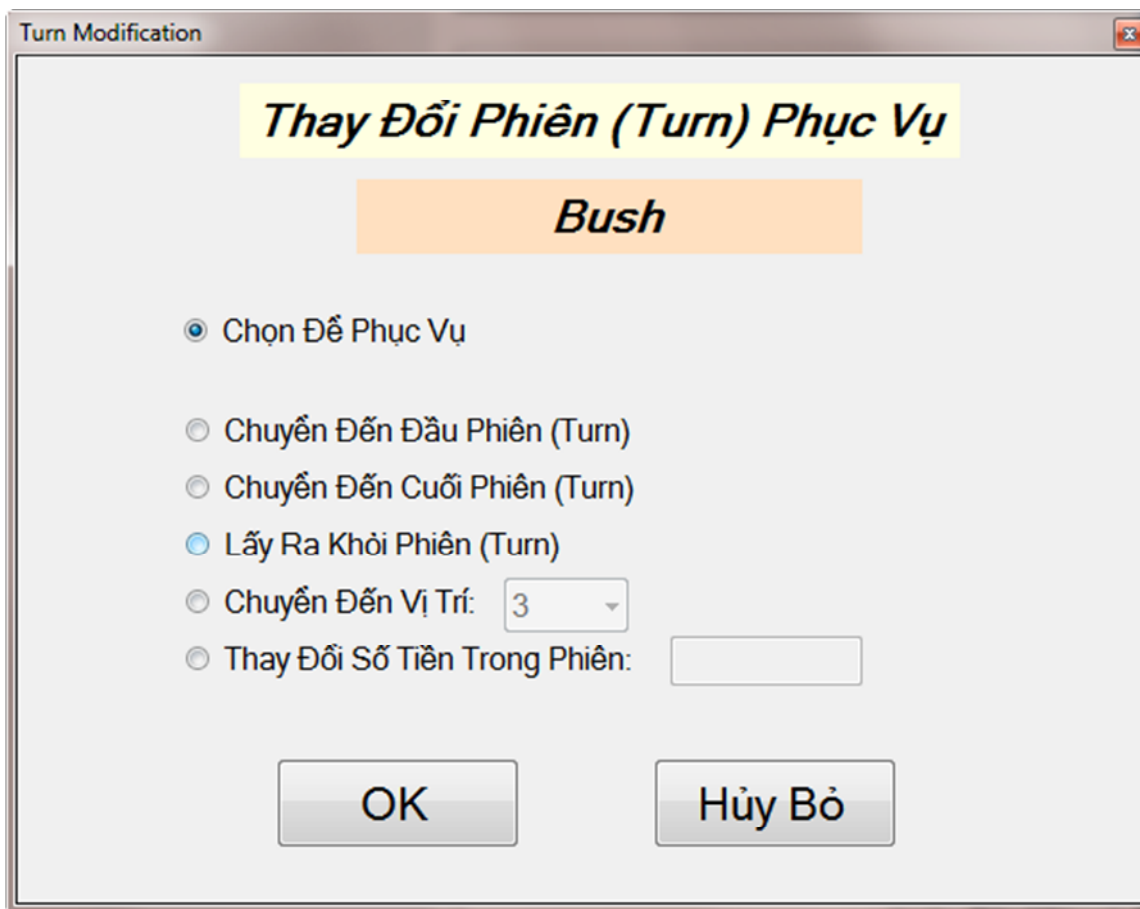 Turn Modification
Thay Đổi Phiên (Turn) Phục Vụ
Bush
Chọn Để Phục Vụ
Chuyển Đến Đầu Phiên (Turn)
Chuyển Đến Cuối Phiên (Turn)
Lấy Ra Khỏi Phiên (Turn)
Chuyển Đến Vị Trí: 3
Thay Đổi Số Tiền Trong Phiên:
OK Hủy Bỏ